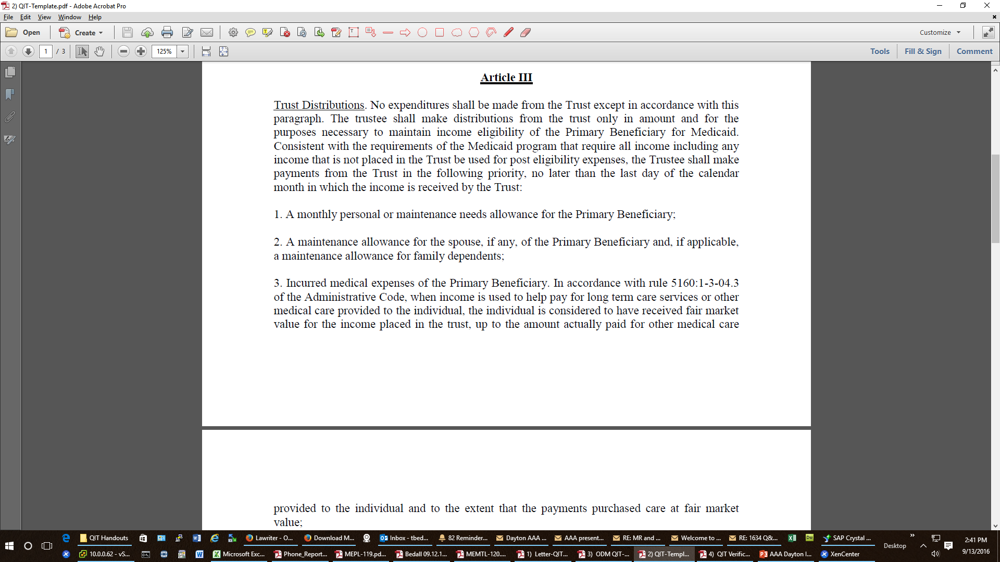 2) QIT-Template.pdf - Adobe Acrobat Pro
File Edit View Window Help
Open Create Customize
1 / 3 125% Tools Fill & Sign Comment
Article III
Trust Distributions. No expenditures shall be made from the Trust except in accordance with this
paragraph. The trustee shall make distributions from the trust only in amount and for the
purposes necessary to maintain income eligibility of the Primary Beneficiary for Medicaid.
Consistent with the requirements of the Medicaid program that require all income including any
income that is not placed in the Trust be used for post eligibility expenses, the Trustee shall make
payments from the Trust in the following priority, no later than the last day of the calendar
month in which the income is received by the Trust:
1. A monthly personal or maintenance needs allowance for the Primary Beneficiary;
2. A maintenance allowance for the spouse, if any, of the Primary Beneficiary and, if applicable,
a maintenance allowance for family dependents;
3. Incurred medical expenses of the Primary Beneficiary. In accordance with rule 5160:1-3-04.3
of the Administrative Code, when income is used to help pay for long term care services or other
medical care provided to the individual, the individual is considered to have received fair market
value for the income placed in the trust, up to the amount actually paid for other medical care
provided to the individual and to the extent that the payments purchased care at fair market
value;
QIT Handouts Lawriter - O... Download M... Inbox - tbed... 82 Reminder... Dayton AAA ... AAA present... RE: MR and ... Welcome to ... RE: 1634 Q&... SAP Crystal ...
10.0.0.62 - vS... Microsoft Exc... Phone_Report... MEPL-119.pd... Bedall 09.12.1... MEMTL-120.... 1) Letter-QIT... 3) ODM QIT-... 2) QIT-Templ... 4) QIT Verific... AAA Dayton I... XenCenter
Desktop
2:41 PM
9/13/2016